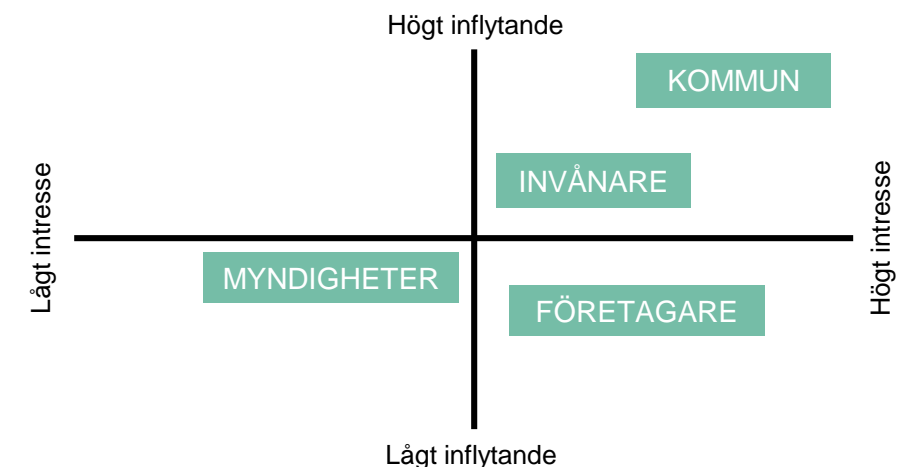 Högt inflytande
KOMMUN
INVÅNARE
Lågt intresse
Högt intresse
MYNDIGHETER
FÖRETAGARE
Lågt inflytande